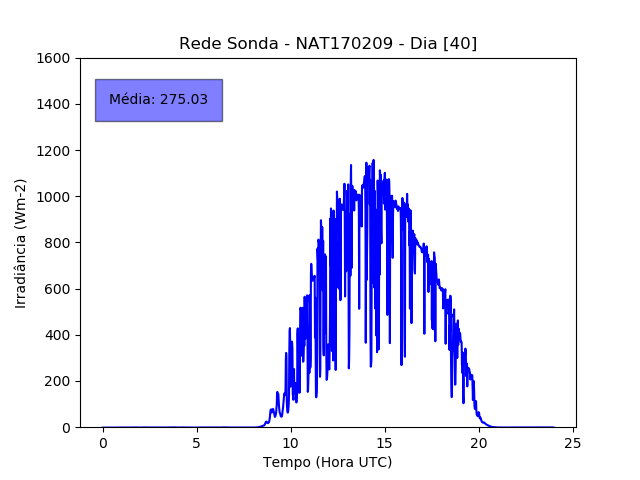 Rede Sonda - NAT170209 - Dia [40]
1600
1400
1200
1000
800
600
400
200
0
Média: 275.03
Irradiância (Wm-2)
0 5 10 15 20 25
Tempo (Hora UTC)